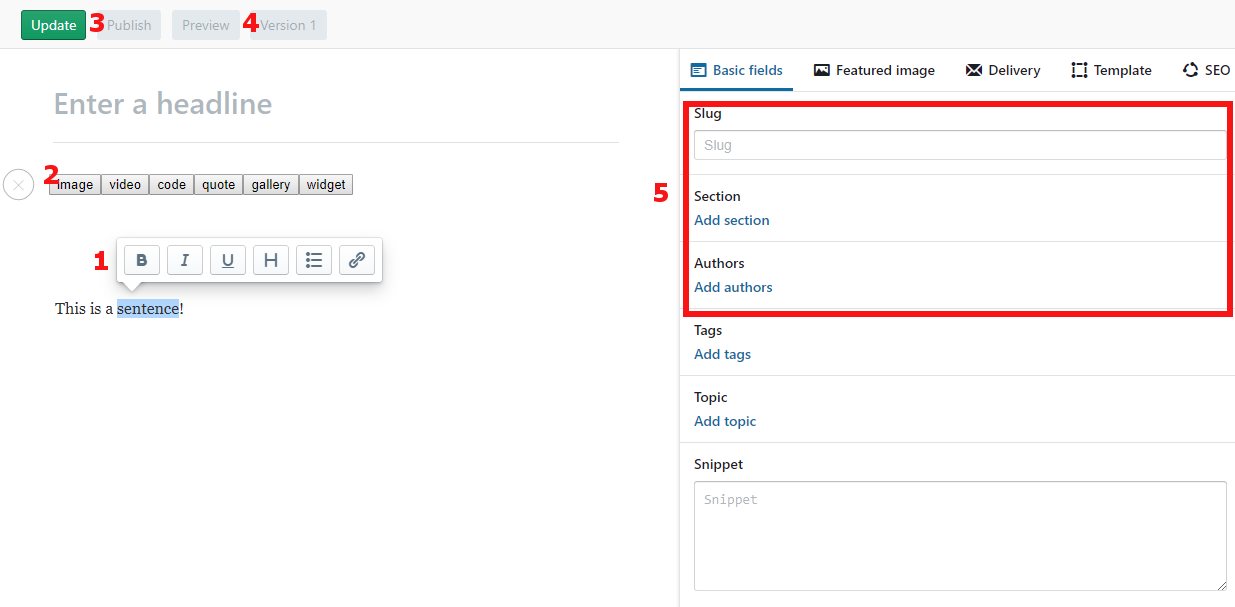 Update 3 Publish Preview 4 Version 1
Basic fields Featured image Delivery Template SEO
Enter a headline
2 image video code quote gallery widget
1 B I U H
This is a sentence!
5
Slug
Slug
Section
Add section
Authors
Add authors
Tags
Add tags
Topic
Add topic
Snippet
Snippet